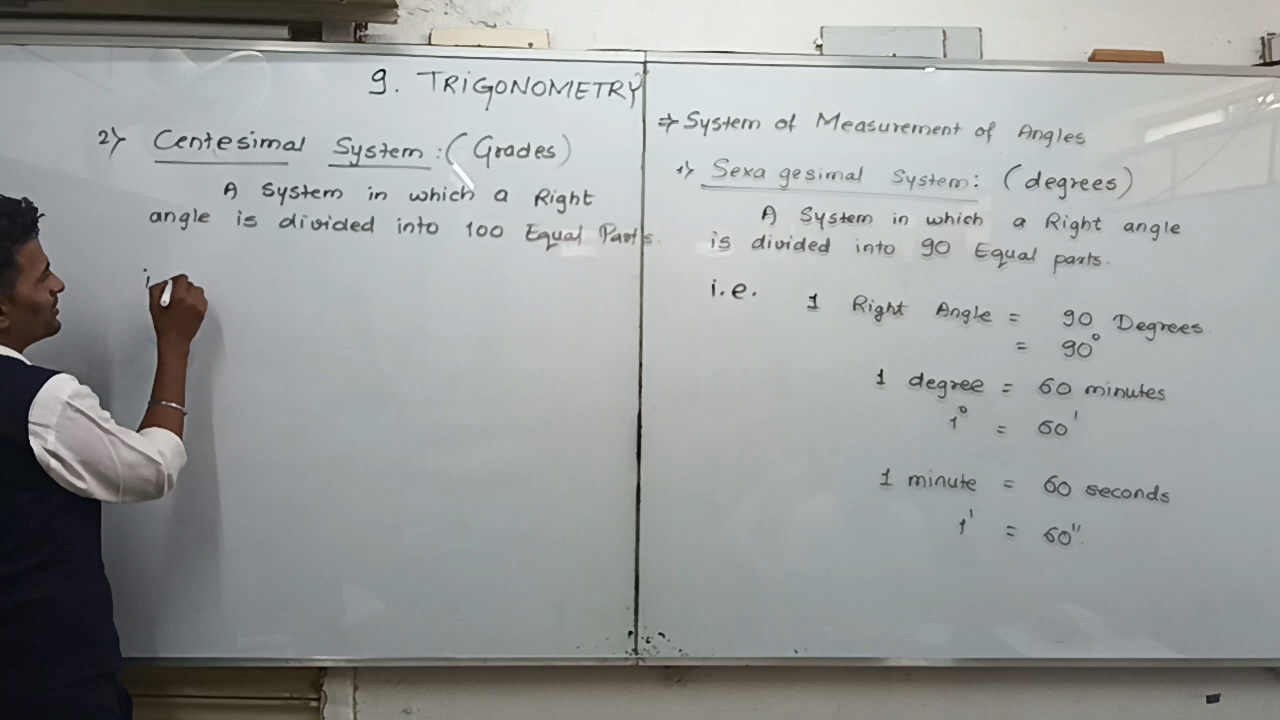 9. TRIGONOMETRY
2) Centesimal System : (Grades)
A System in which a Right
angle is divided into 100 Equal Parts.
i
⇒ System of Measurement of Angles
1) Sexa gesimal System: (degrees)
A System in which a Right angle
is divided into 90 Equal parts.
i.e. 1 Right Angle = 90 Degrees.
= 90°
1 degree = 60 minutes
1° = 60'
1 minute = 60 seconds
1' = 60".